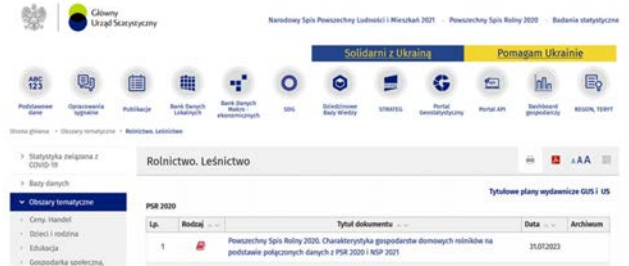 Główny
Urząd Statystyczny
Narodowy Spis Powszechny Ludności i Mieszkań 2021 - Powszechny Spis Rolny 2020 - Badania statystyczne
Solidarni z Ukrainą Pomagam Ukrainie
ABC
123
Podstawowe dane
Opracowania sygnalne
Publikacje
Bank Danych Lokalnych
Bank Danych Makro-ekonomicznych
SDG
Dziedzinowe Bazy Wiedzy
STRATEG
Portal Geostatystyczny
Portal API
Dashboard gospodarczy
REGON, TERYT
Strona główna > Obszary tematyczne > Rolnictwo. Leśnictwo
Statystyka związana z
COVID-19
Bazy danych
Obszary tematyczne
Ceny. Handel
Dzieci i rodzina
Edukacja
Gospodarka społeczna,
Rolnictwo. Leśnictwo
AAA
Tytułowe plany wydawnicze GUS i US
PSR 2020
Lp. Rodzaj Tytuł dokumentu Data Archiwum
1 Powszechny Spis Rolny 2020. Charakterystyka gospodarstw domowych rolników na 31.07.2023
podstawie połączonych danych z PSR 2020 i NSP 2021